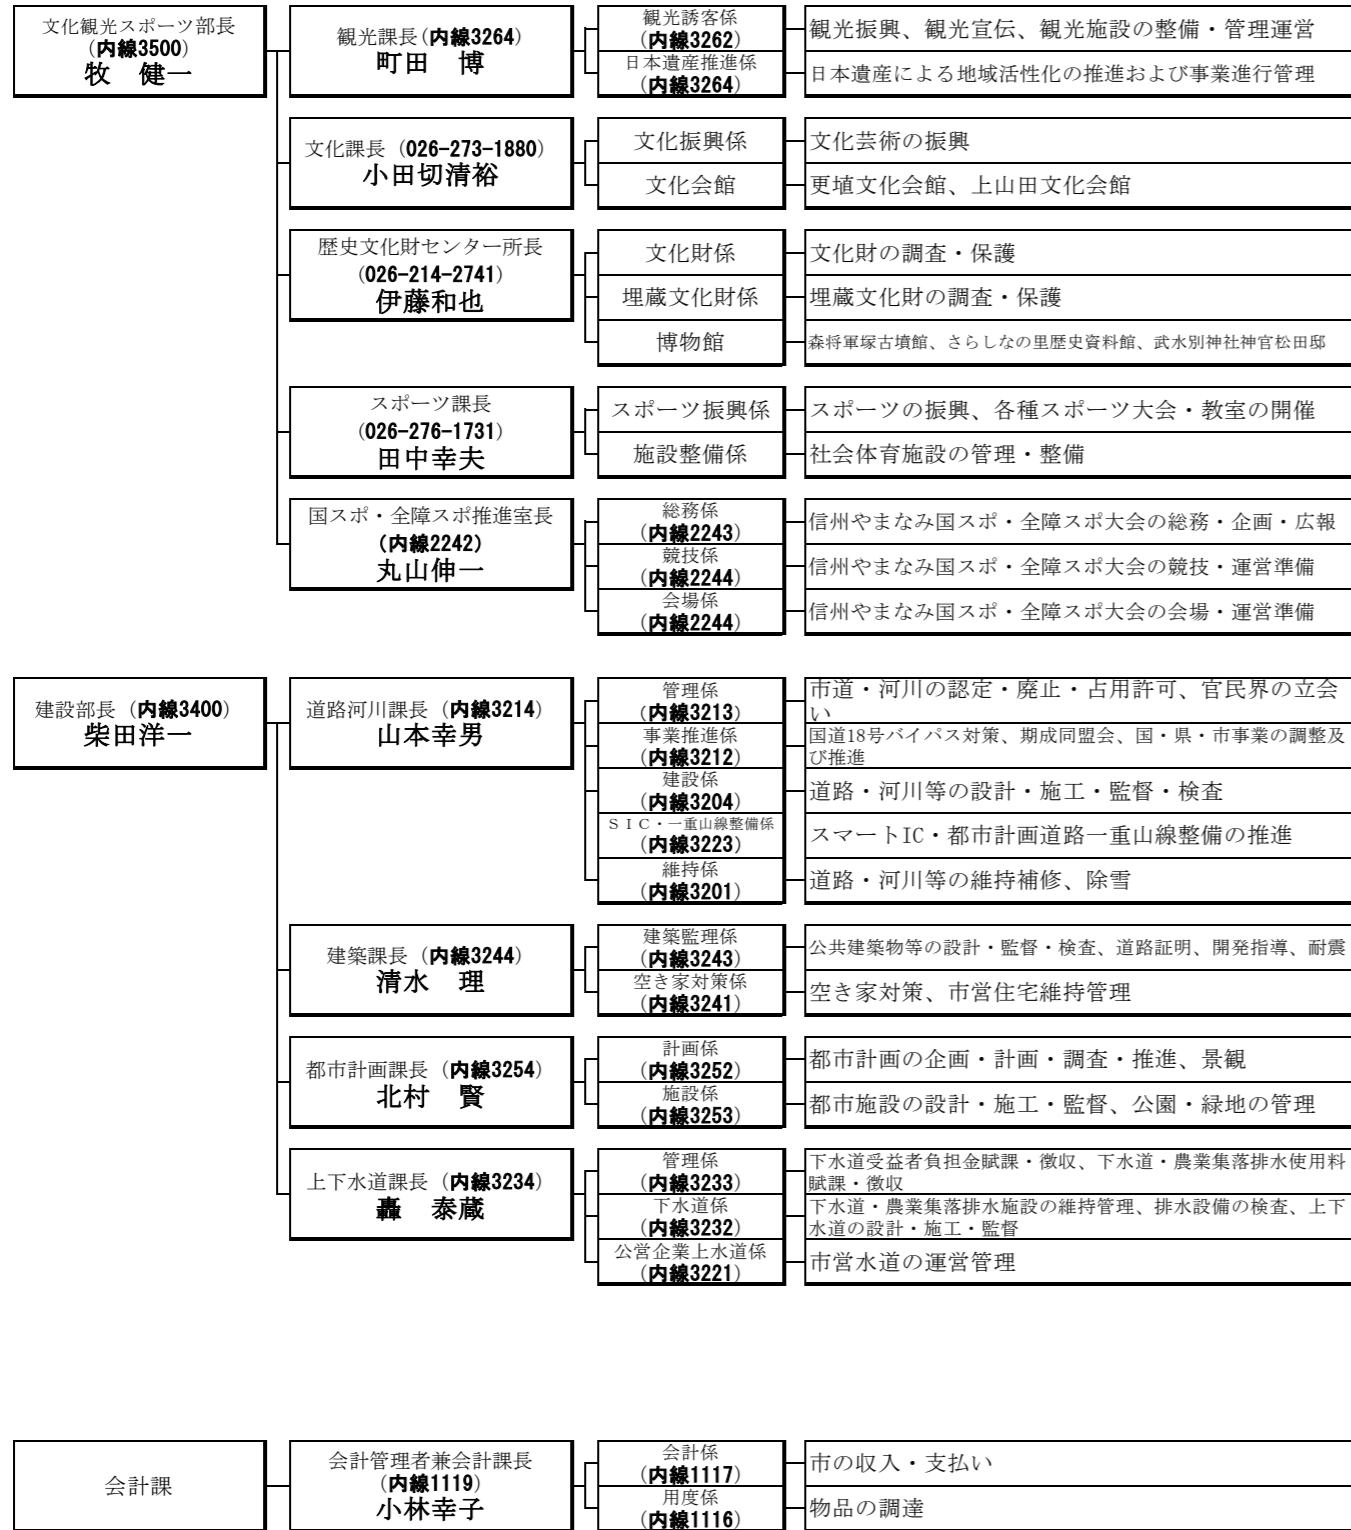 文化観光スポーツ部長
（内線3500）
牧　健一
観光課長（内線3264）
町田　博
観光誘客係
（内線3262）
観光振興、観光宣伝、観光施設の整備・管理運営
日本遺産推進係
（内線3264）
日本遺産による地域活性化の推進および事業進行管理
文化課長（026-273-1880）
小田切清裕
文化振興係
文化芸術の振興
文化会館
更埴文化会館、上山田文化会館
歴史文化財センター所長
（026-214-2741）
伊藤和也
文化財係
文化財の調査・保護
埋蔵文化財係
埋蔵文化財の調査・保護
博物館
森将軍塚古墳館、さらしなの里歴史資料館、武水別神社神官松田邸
スポーツ課長
（026-276-1731）
田中幸夫
スポーツ振興係
スポーツの振興、各種スポーツ大会・教室の開催
施設整備係
社会体育施設の管理・整備
国スポ・全障スポ推進室長
（内線2242）
丸山伸一
総務係
（内線2243）
信州やまなみ国スポ・全障スポ大会の総務・企画・広報
競技係
（内線2244）
信州やまなみ国スポ・全障スポ大会の競技・運営準備
会場係
（内線2244）
信州やまなみ国スポ・全障スポ大会の会場・運営準備
建設部長（内線3400）
柴田洋一
道路河川課長（内線3214）
山本幸男
管理係
（内線3213）
市道・河川の認定・廃止・占用許可、官民界の立会
い
事業推進係
（内線3212）
国道18号バイパス対策、期成同盟会、国・県・市事業の調整及
び推進
建設係
（内線3204）
道路・河川等の設計・施工・監督・検査
ＳＩＣ・一重山線整備係
（内線3223）
スマートIC・都市計画道路一重山線整備の推進
維持係
（内線3201）
道路・河川等の維持補修、除雪
建築課長（内線3244）
清水　理
建築監理係
（内線3243）
公共建築物等の設計・監督・検査、道路証明、開発指導、耐震
空き家対策係
（内線3241）
空き家対策、市営住宅維持管理
都市計画課長（内線3254）
北村　賢
計画係
（内線3252）
都市計画の企画・計画・調査・推進、景観
施設係
（内線3253）
都市施設の設計・施工・監督、公園・緑地の管理
上下水道課長（内線3234）
轟　泰蔵
管理係
（内線3233）
下水道受益者負担金賦課・徴収、下水道・農業集落排水使用料
賦課・徴収
下水道係
（内線3232）
下水道・農業集落排水施設の維持管理、排水設備の検査、上下
水道の設計・施工・監督
公営企業上水道係
（内線3221）
市営水道の運営管理
会計課
会計管理者兼会計課長
（内線1119）
小林幸子
会計係
（内線1117）
市の収入・支払い
用度係
（内線1116）
物品の調達